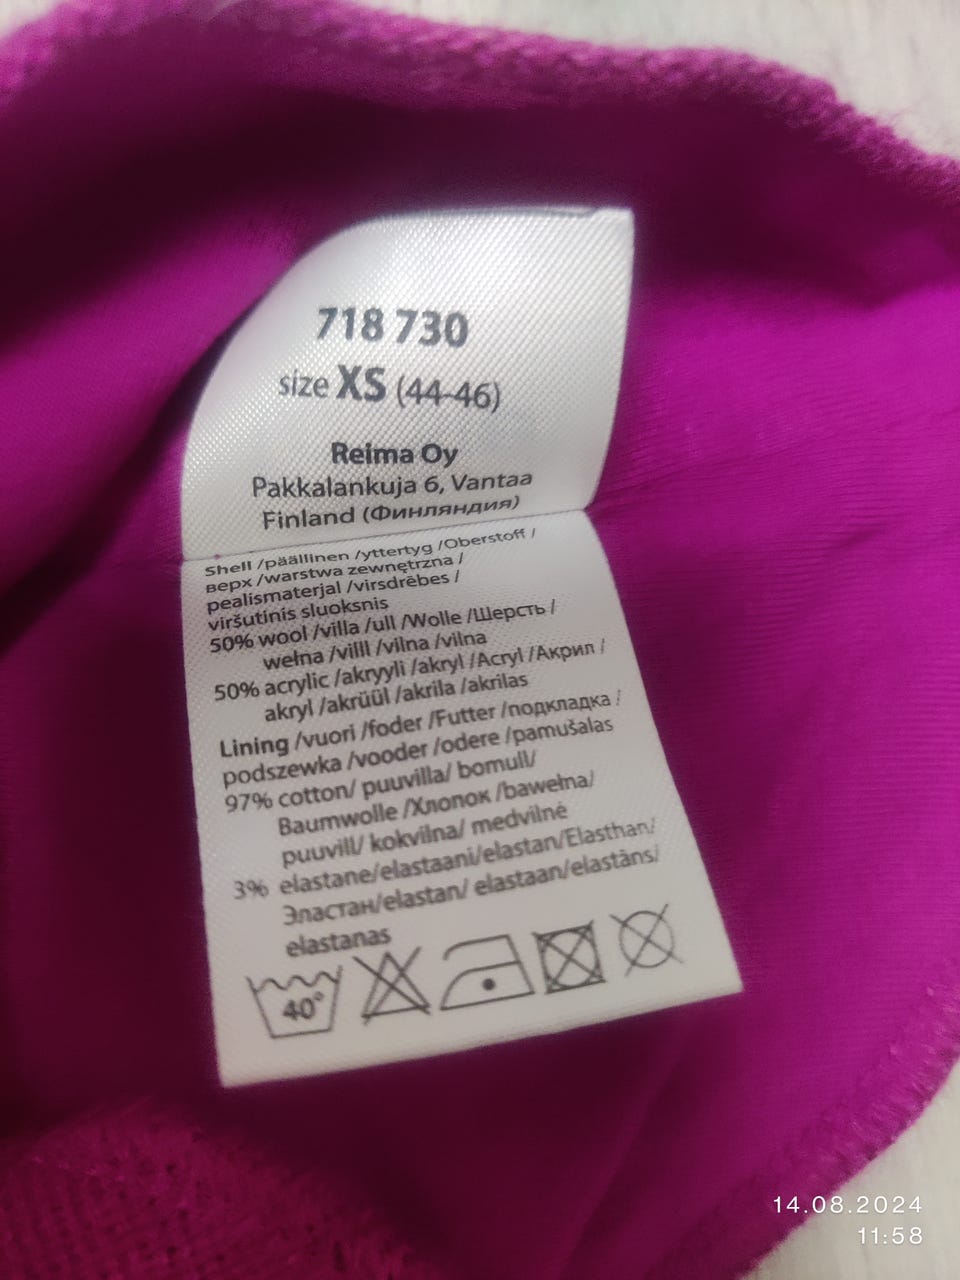 718 730
size XS (44-46)
Reima Oy
Pakkalankuja 6, Vantaa
Finland (Финляндия)
Shell /päällinen /yttertyg /Oberstoff /
верх /warstwa zewnętrzna /
pealismaterjal /virsdrēbes /
viršutinis sluoksnis
50% wool /villa /ull /Wolle /Шерсть /
wełna /villl /vilna /vilna
50% acrylic /akryyli /akryl /Acryl /Акрил /
akryl /akrüül /akrila /akrilas
Lining /vuori /foder /Futter /подкладка /
podszewka /vooder /odere /pamušalas
97% cotton/ puuvilla/ bomull/
Baumwolle /Хлопок /bawełna/
puuvill/ kokvilna/ medvilnė
3% elastane/elastaani/elastan/Elasthan/
Эластан/elastan/ elastaan/elastāns/
elastanas
40°
14.08.2024
11:58